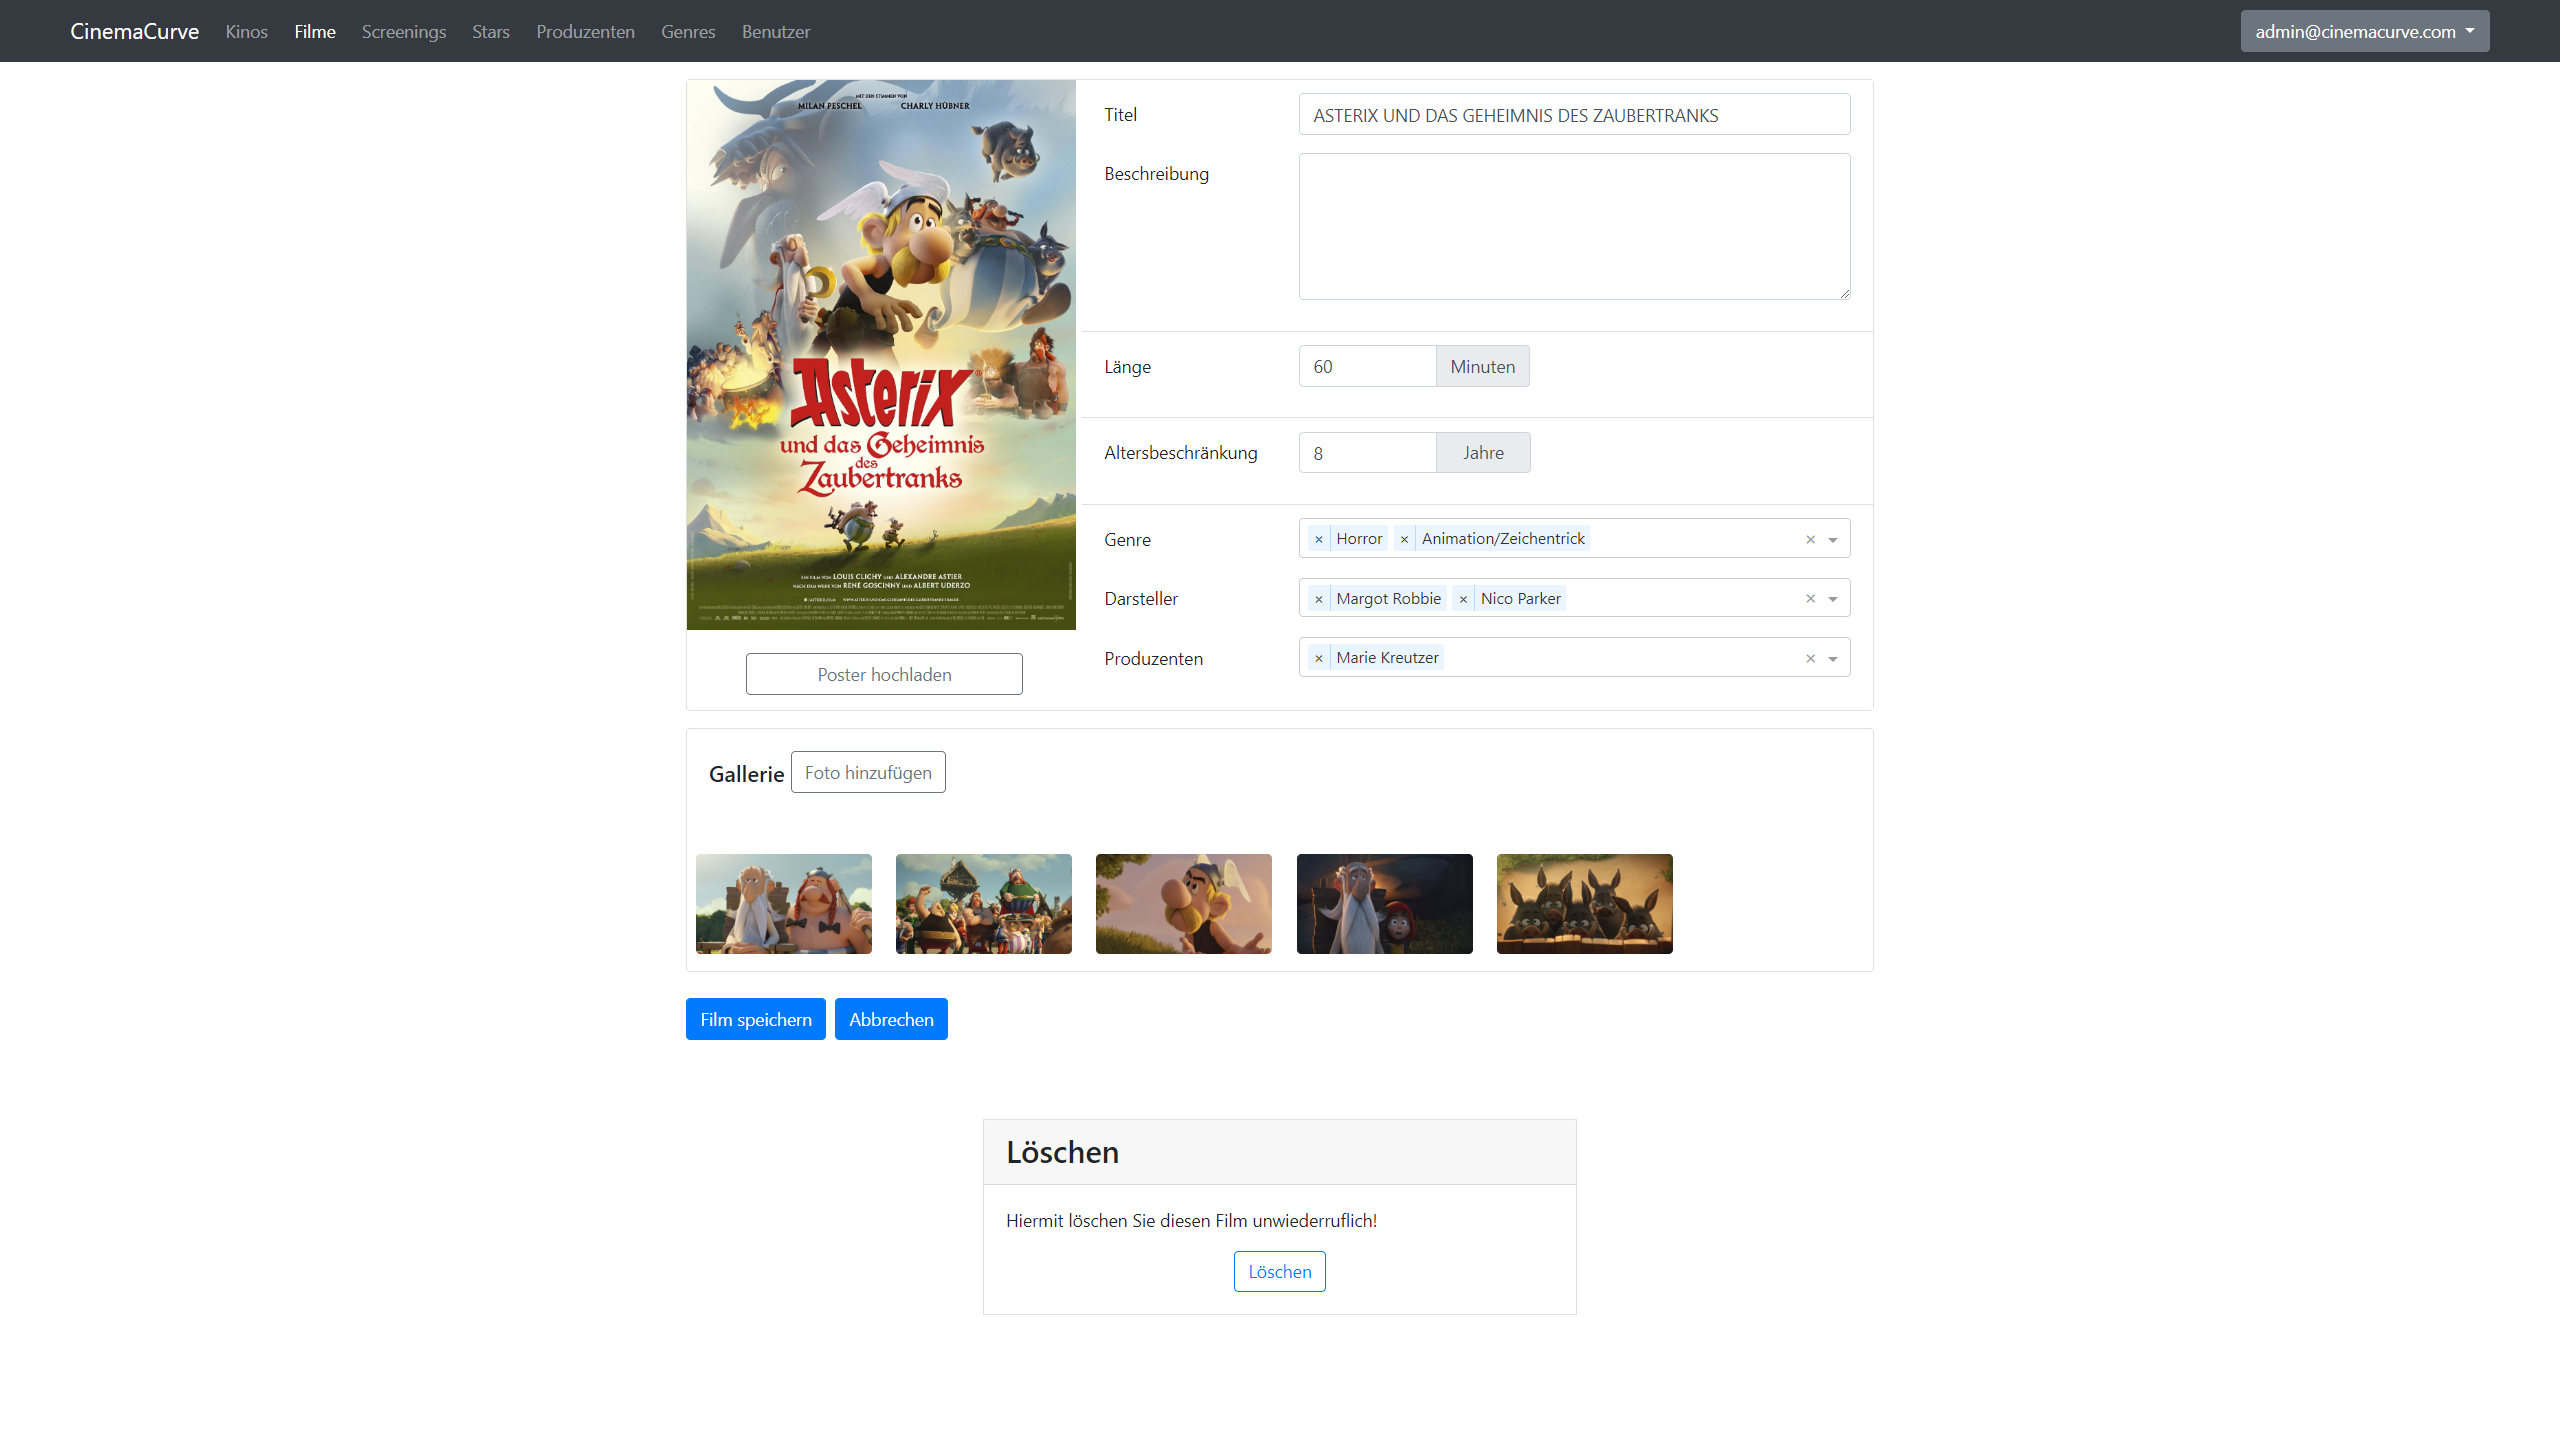 CinemaCurve Kinos Filme Screenings Stars Produzenten Genres Benutzer admin@cinemacurve.com
MIT DEN STIMMEN VON
MILAN PESCHEL CHARLY HÜBNER
Asterix
und das Geheimnis
des
Zaubertranks
EIN FILM VON LOUIS CLICHY UND ALEXANDRE ASTIER
NACH DEM WERK VON RENÉ GOSCINNY UND ALBERT UDERZO
Poster hochladen
Titel ASTERIX UND DAS GEHEIMNIS DES ZAUBERTRANKS
Beschreibung
Länge 60 Minuten
Altersbeschränkung 8 Jahre
Genre × Horror × Animation/Zeichentrick ×
Darsteller × Margot Robbie × Nico Parker ×
Produzenten × Marie Kreutzer ×
Gallerie Foto hinzufügen
Film speichern Abbrechen
Löschen
Hiermit löschen Sie diesen Film unwiederruflich!
Löschen